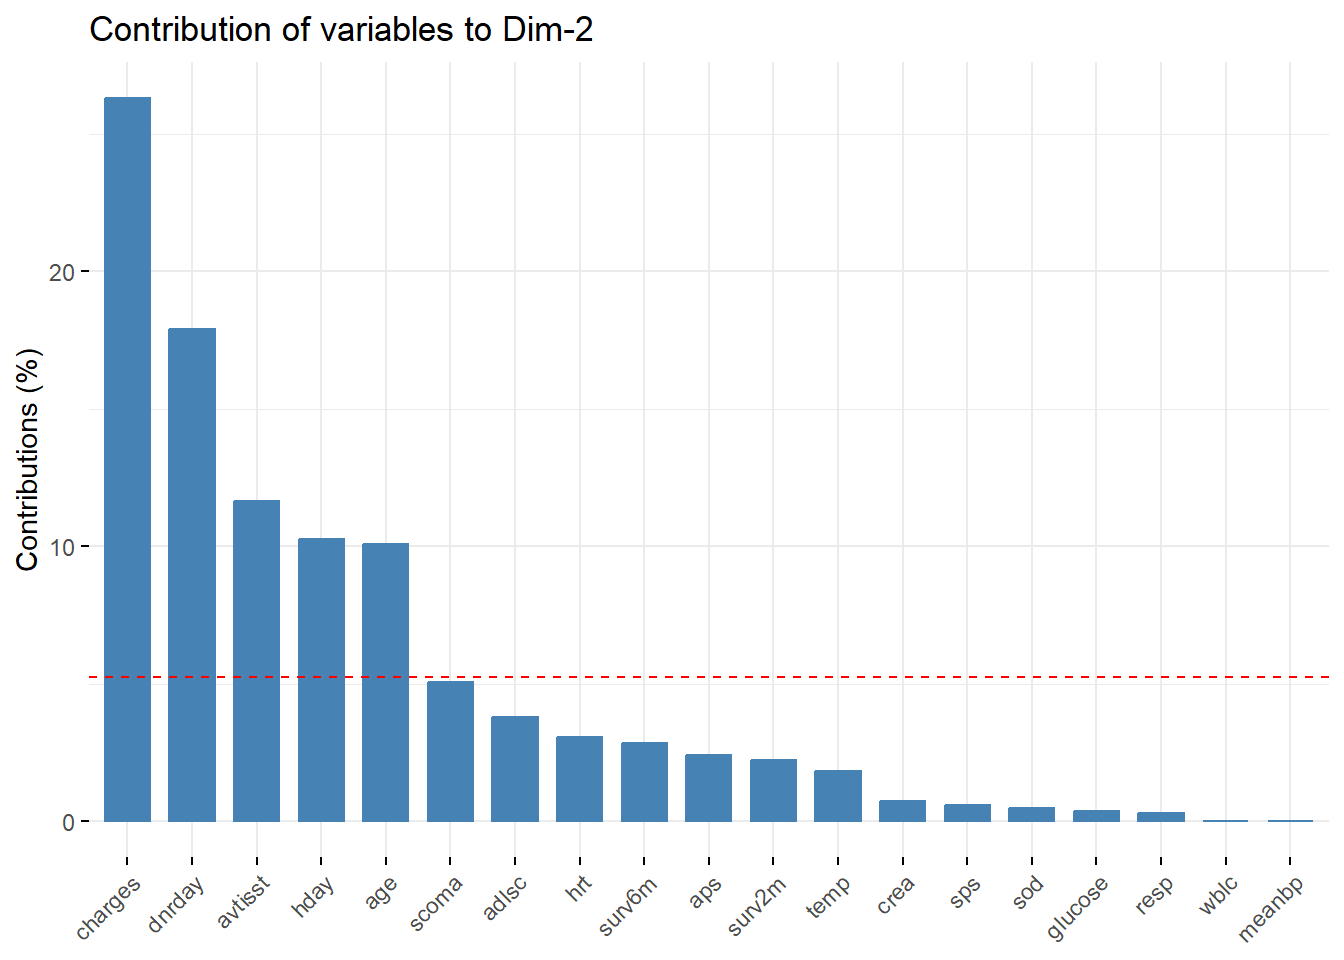 Contribution of variables to Dim-2
Contributions (%)
20
10
0
charges
dnrday
avtisst
hday
age
scoma
adlsc
hrt
surv6m
aps
surv2m
temp
crea
sps
sod
glucose
resp
wblc
meanbp